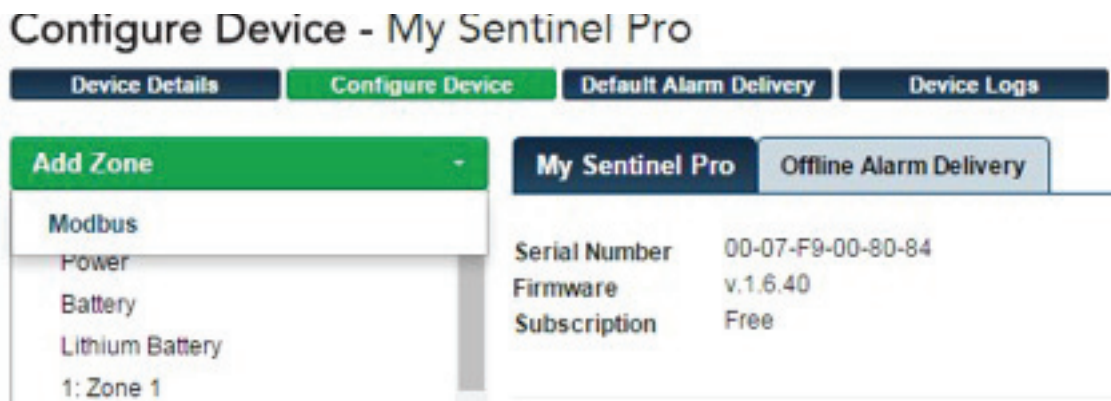 Configure Device - My Sentinel Pro
Device Details Configure Device Default Alarm Delivery Device Logs
Add Zone
Modbus
Power
Battery
Lithium Battery
1: Zone 1
My Sentinel Pro Offline Alarm Delivery
Serial Number 00-07-F9-00-80-84
Firmware v.1.6.40
Subscription Free